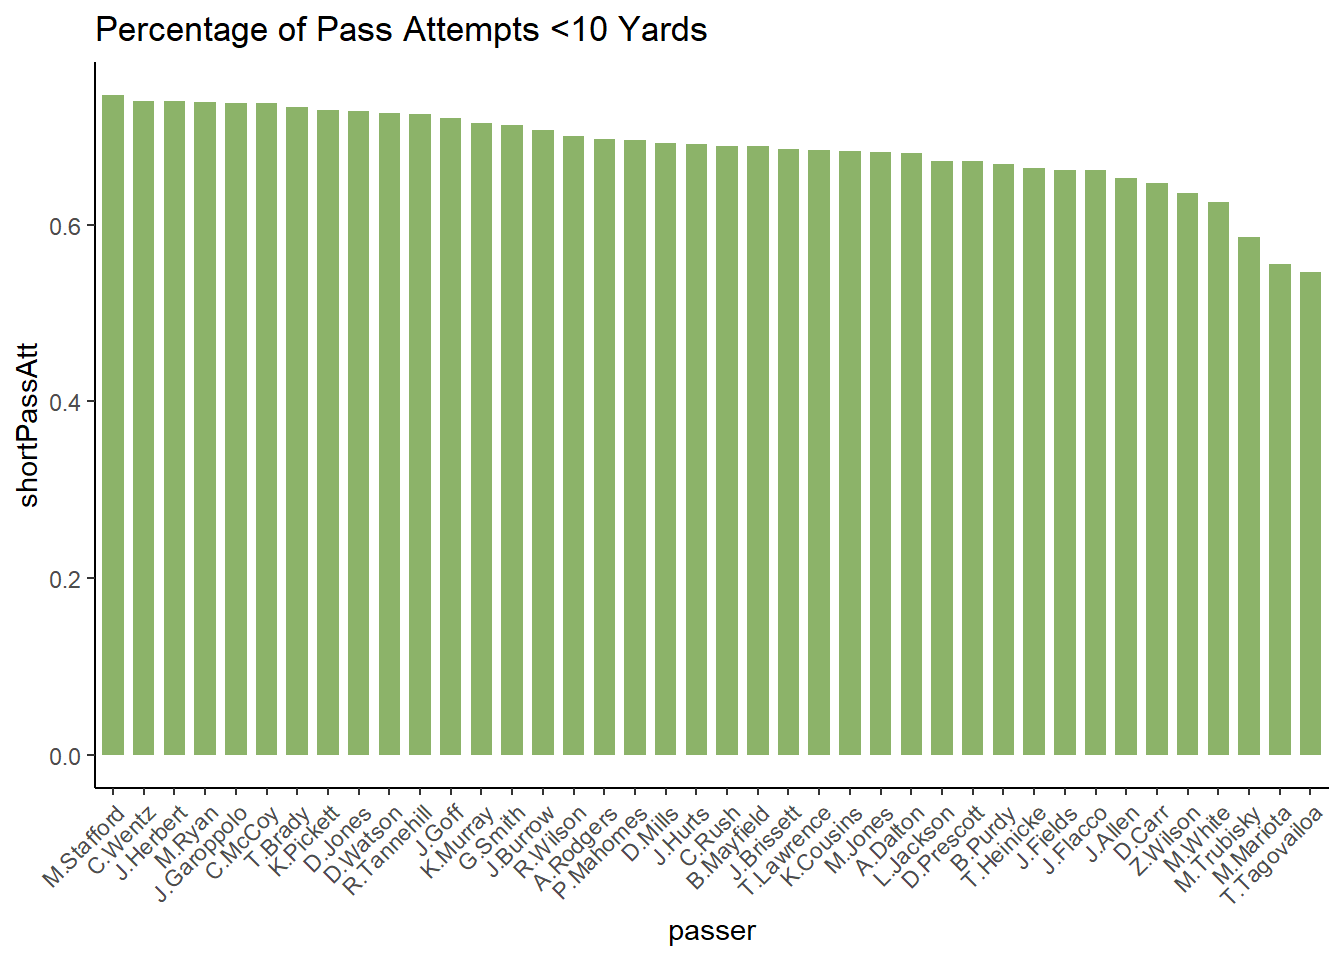 Percentage of Pass Attempts <10 Yards
shortPassAtt
0.6
0.4
0.2
0.0
M.Stafford
C.Wentz
J.Herbert
M.Ryan
J.Garoppolo
C.McCoy
T.Brady
K.Pickett
D.Jones
D.Watson
R.Tannehill
J.Goff
K.Murray
G.Smith
J.Burrow
R.Wilson
A.Rodgers
P.Mahomes
D.Mills
J.Hurts
C.Rush
B.Mayfield
J.Brissett
T.Lawrence
K.Cousins
M.Jones
A.Dalton
L.Jackson
D.Prescott
B.Purdy
T.Heinicke
J.Fields
J.Flacco
J.Allen
D.Carr
Z.Wilson
M.White
M.Trubisky
M.Mariota
T.Tagovailoa
passer